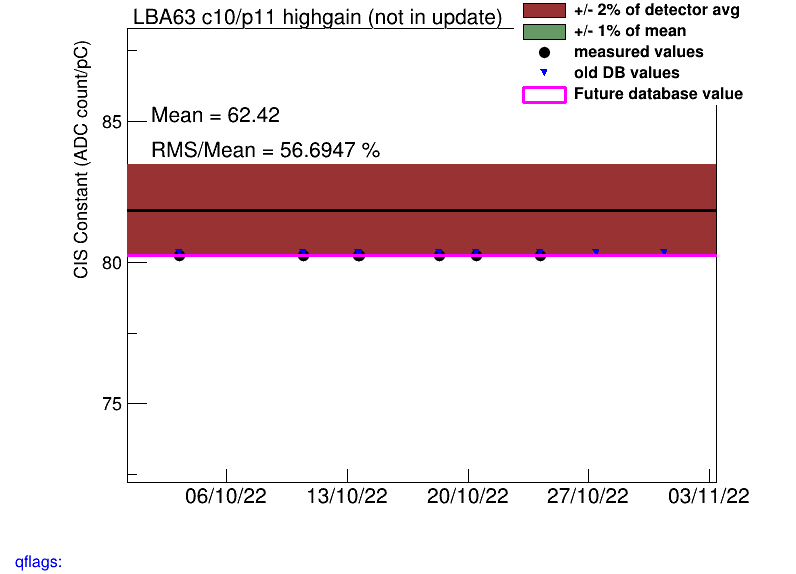 LBA63 c10/p11 highgain (not in update)
+/- 2% of detector avg
+/- 1% of mean
measured values
old DB values
Future database value
CIS Constant (ADC count/pC)
Mean = 62.42
RMS/Mean = 56.6947 %
85
80
75
06/10/22
13/10/22
20/10/22
27/10/22
03/11/22
qflags: